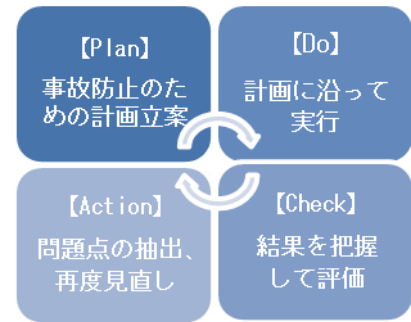 【Plan】
事故防止のた
めの計画立案
【Do】
計画に沿って
実行
【Action】
問題点の抽出、
再度見直し
【Check】
結果を把握
して評価